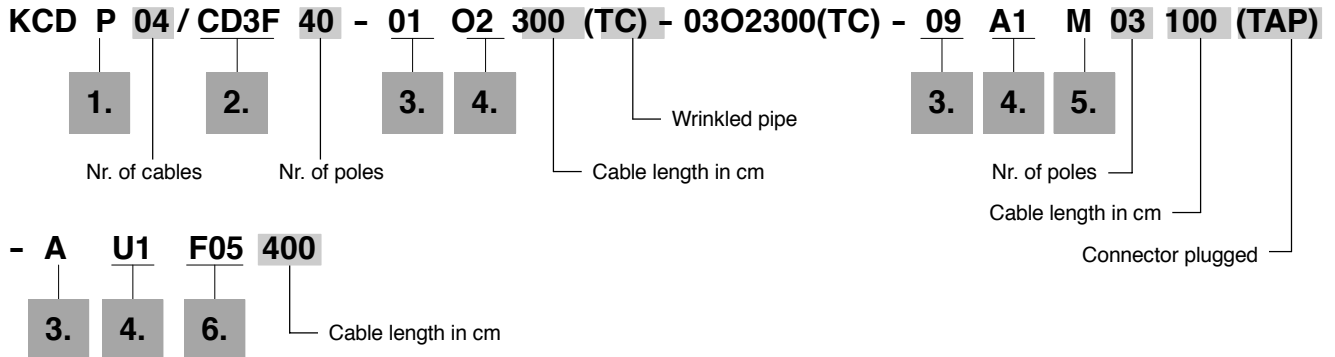 KCD P 04 / CD3F 40 - 01 O2 300 (TC) - 03O2300(TC) - 09 A1 M 03 100 (TAP)
1. 2. 3. 4. 3. 4. 5.
Wrinkled pipe
Nr. of cables Nr. of poles Cable length in cm Nr. of poles
Cable length in cm
Connector plugged
- A U1 F05 400
3. 4. 6.
Cable length in cm